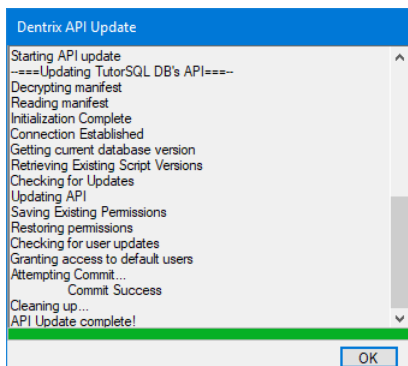 Dentrix API Update
Starting API update
--===Updating TutorSQL DB's API===--
Decrypting manifest
Reading manifest
Initialization Complete
Connection Established
Getting current database version
Retrieving Existing Script Versions
Checking for Updates
Updating API
Saving Existing Permissions
Restoring permissions
Checking for user updates
Granting access to default users
Attempting Commit...
Commit Success
Cleaning up...
API Update complete!
OK